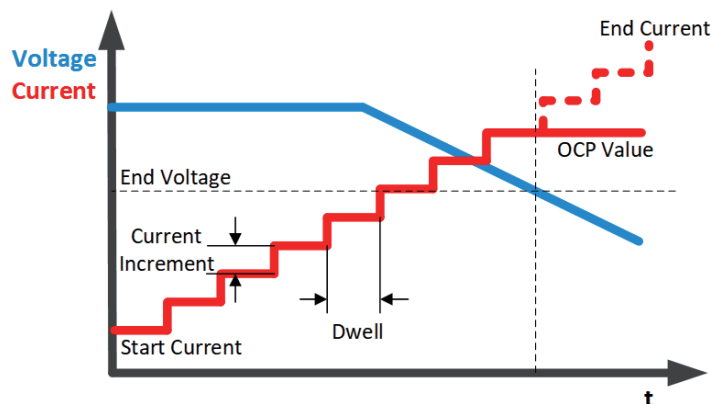 End Current
Voltage
Current
OCP Value
End Voltage
Current
Increment
Dwell
Start Current
t